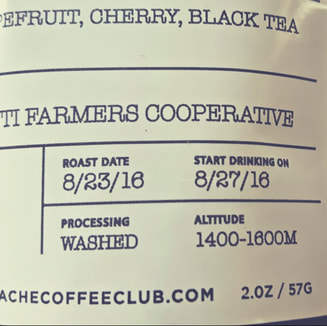 PEFRUIT, CHERRY, BLACK TEA
TI FARMERS COOPERATIVE
ROAST DATE START DRINKING ON
8/23/16 8/27/16
PROCESSING ALTITUDE
WASHED 1400-1600M
ACHECOFFEECLUB.COM 2.0Z / 57G